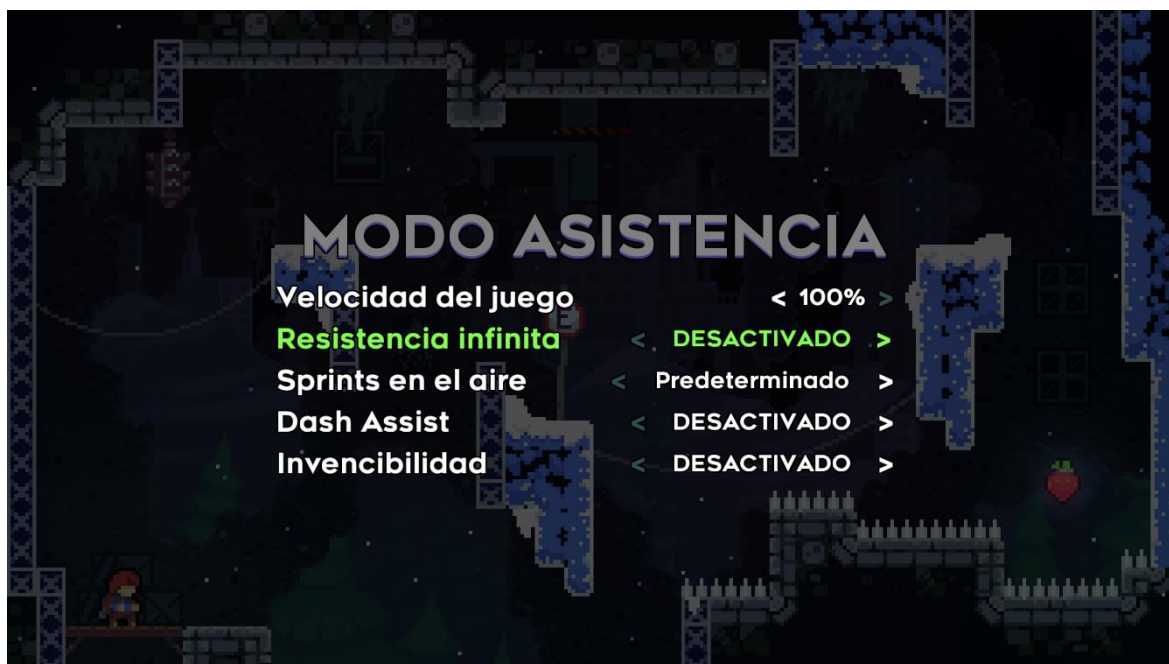 MODO ASISTENCIA
Velocidad del juego < 100% >
Resistencia infinita < DESACTIVADO >
Sprints en el aire < Predeterminado >
Dash Assist < DESACTIVADO >
Invencibilidad < DESACTIVADO >